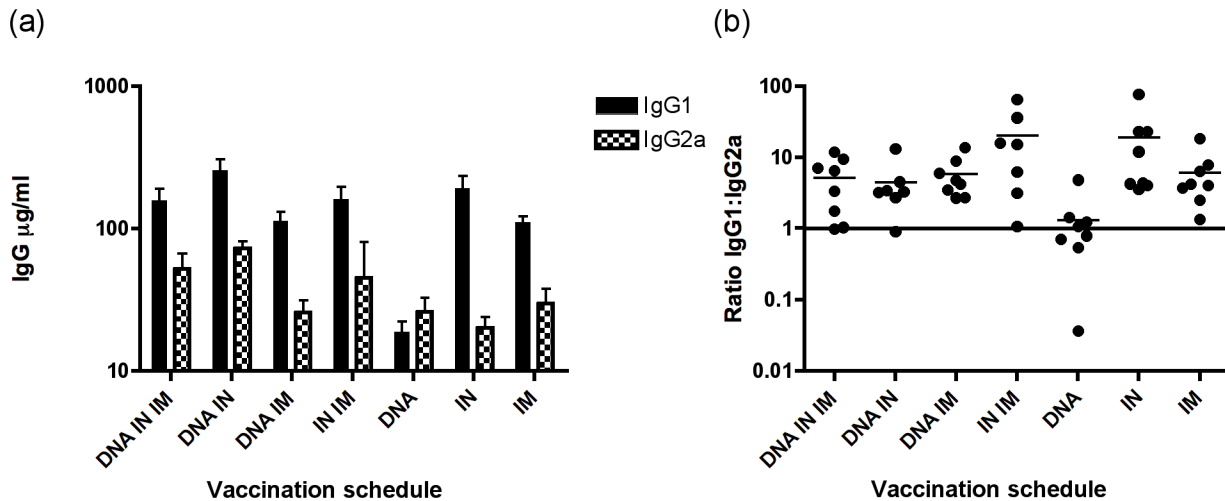 (a)
1000
100
10
IgG µg/ml
IgG1
IgG2a
DNA IN IM
DNA IN
DNA IM
IN IM
DNA
IN
IM
Vaccination schedule
(b)
100
10
1
0.1
0.01
Ratio IgG1:IgG2a
DNA IN IM
DNA IN
DNA IM
IN IM
DNA
IN
IM
Vaccination schedule